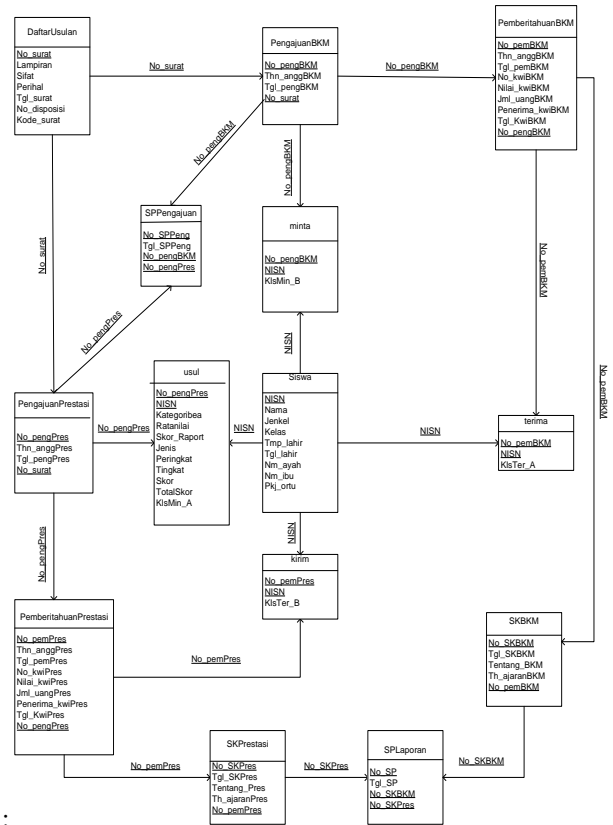 DaftarUsulan
No_surat
Lampiran
Sifat
Perihal
Tgl_surat
No_disposisi
Kode_surat
No_surat
PengajuanBKM
No_pengBKM
Thn_anggBKM
Tgl_pengBKM
No_surat
No_pengBKM
PemberitahuanBKM
No_pemBKM
Thn_anggBKM
Tgl_pemBKM
No_kwiBKM
Nilai_kwiBKM
Jml_uangBKM
Penerima_kwiBKM
Tgl_KwiBKM
No_pengBKM
No_pengBKM
No_pengBKM
SPPengajuan
No_SPPeng
Tgl_SPPeng
No_pengBKM
No_pengPres
minta
No_pengBKM
NISN
KlsMin_B
No_surat
No_pengPres
No_pemBKM
No_pemBKM
NISN
usul
No_pengPres
NISN
Kategoribea
Ratanilai
Skor_Raport
Jenis
Peringkat
Tingkat
Skor
TotalSkor
KlsMin_A
Siswa
NISN
Nama
Jenkel
Kelas
Tmp_lahir
Tgl_lahir
Nm_ayah
Nm_ibu
Pkj_ortu
PengajuanPrestasi
No_pengPres
Thn_anggPres
Tgl_pengPres
No_surat
No_pengPres
NISN
NISN
terima
No_pemBKM
NISN
KlsTer_A
No_pengPres
NISN
kirim
No_pemPres
NISN
KlsTer_B
PemberitahuanPrestasi
No_pemPres
Thn_anggPres
Tgl_pemPres
No_kwiPres
Nilai_kwiPres
Jml_uangPres
Penerima_kwiPres
Tgl_KwiPres
No_pengPres
No_pemPres
SKBKM
No_SKBKM
Tgl_SKBKM
Tentang_BKM
Th_ajaranBKM
No_pemBKM
No_pemPres
SKPrestasi
No_SKPres
Tgl_SKPres
Tentang_Pres
Th_ajaranPres
No_pemPres
No_SKPres
SPLaporan
No_SP
Tgl_SP
No_SKBKM
No_SKPres
No_SKBKM
: